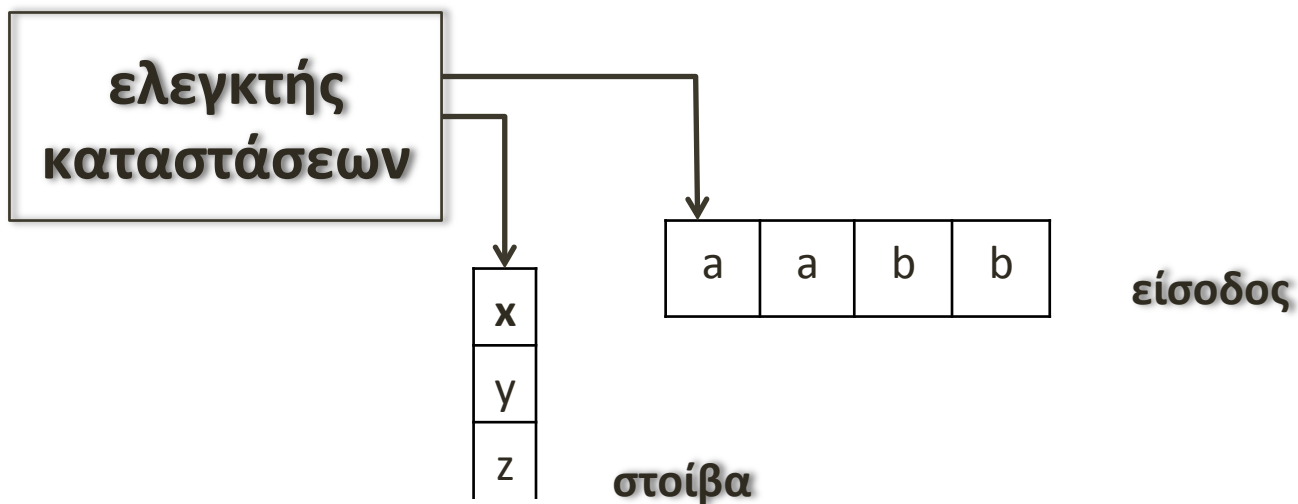 ελεγκτής
καταστάσεων
a a b b
είσοδος
x
y
z
στοίβα